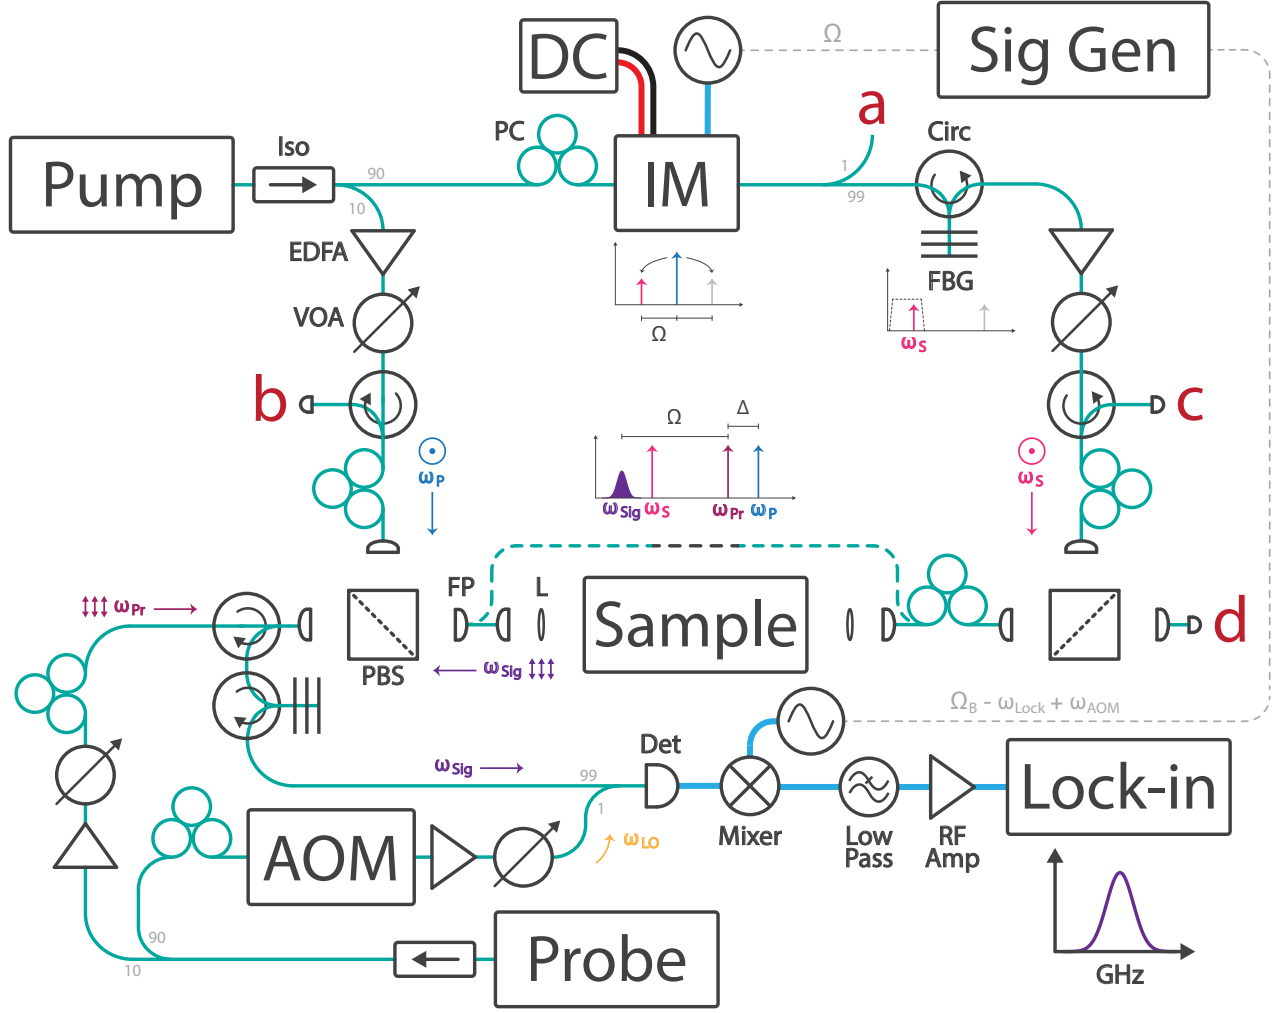 DC
Ω
Sig Gen
a
PC
Circ
Iso
Pump
90
10
IM
1
99
EDFA
FBG
VOA
Ω
ωS
b
c
Ω
Δ
ωP
ωS
ωSig
ωS
ωPr
ωP
ωPr
FP
L
Sample
d
PBS
ωSig
ΩB - ωLock + ωAOM
Det
ωSig
99
1
Mixer
Low
Pass
RF
Amp
Lock-in
ωLO
AOM
90
10
Probe
GHz